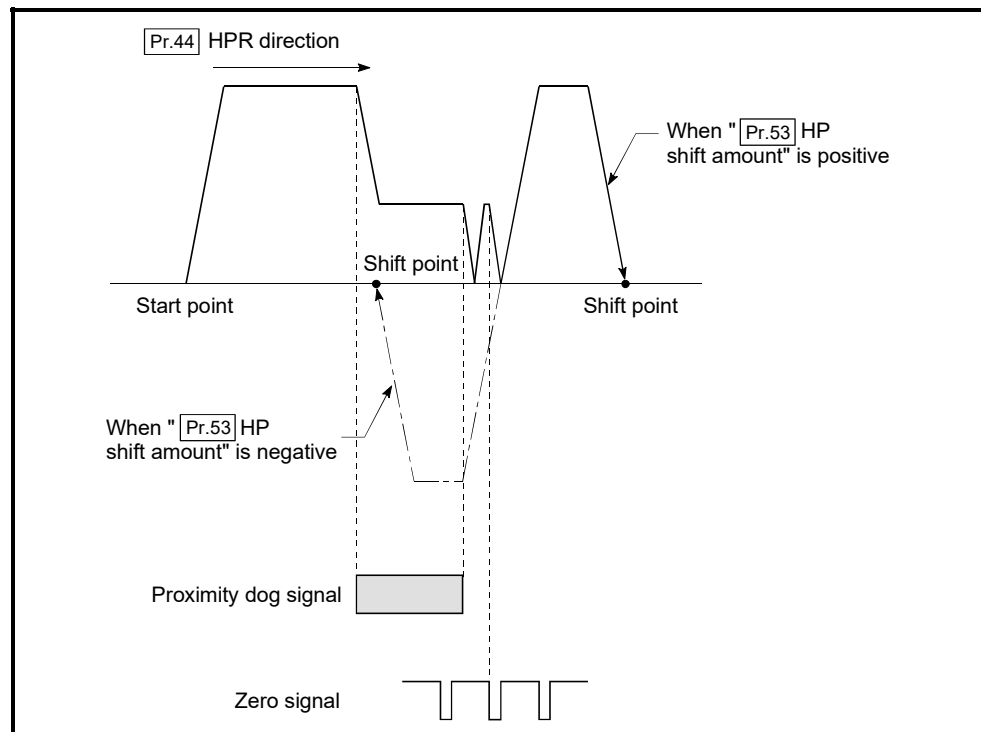 Pr.44 HPR direction
When " Pr.53 HP
shift amount" is positive
Shift point
Start point
Shift point
When " Pr.53 HP
shift amount" is negative
Proximity dog signal
Zero signal